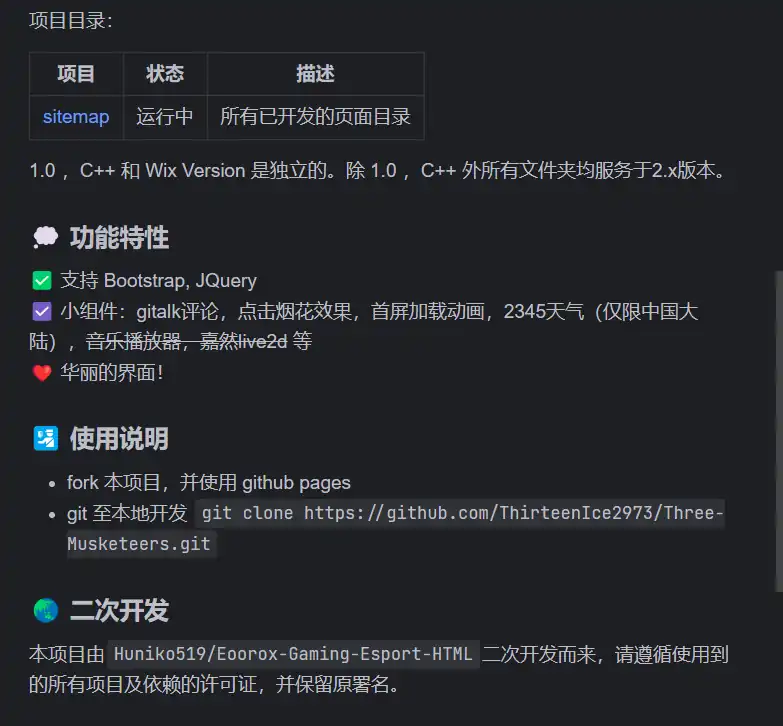 项目目录：
项目 状态 描述
sitemap 运行中 所有已开发的页面目录
1.0 ，C++ 和 Wix Version 是独立的。除 1.0 ，C++ 外所有文件夹均服务于2.x版本。
💭 功能特性
✅ 支持 Bootstrap, JQuery
☑️ 小组件：gitalk评论，点击烟花效果，首屏加载动画，2345天气（仅限中国大
陆），音乐播放器，嘉然live2d 等
❤️ 华丽的界面！
🛂 使用说明
• fork 本项目，并使用 github pages
• git 至本地开发 git clone https://github.com/ThirteenIce2973/Three-
Musketeers.git
🌏 二次开发
本项目由 Huniko519/Eoorox-Gaming-Esport-HTML 二次开发而来，请遵循使用到
的所有项目及依赖的许可证，并保留原署名。